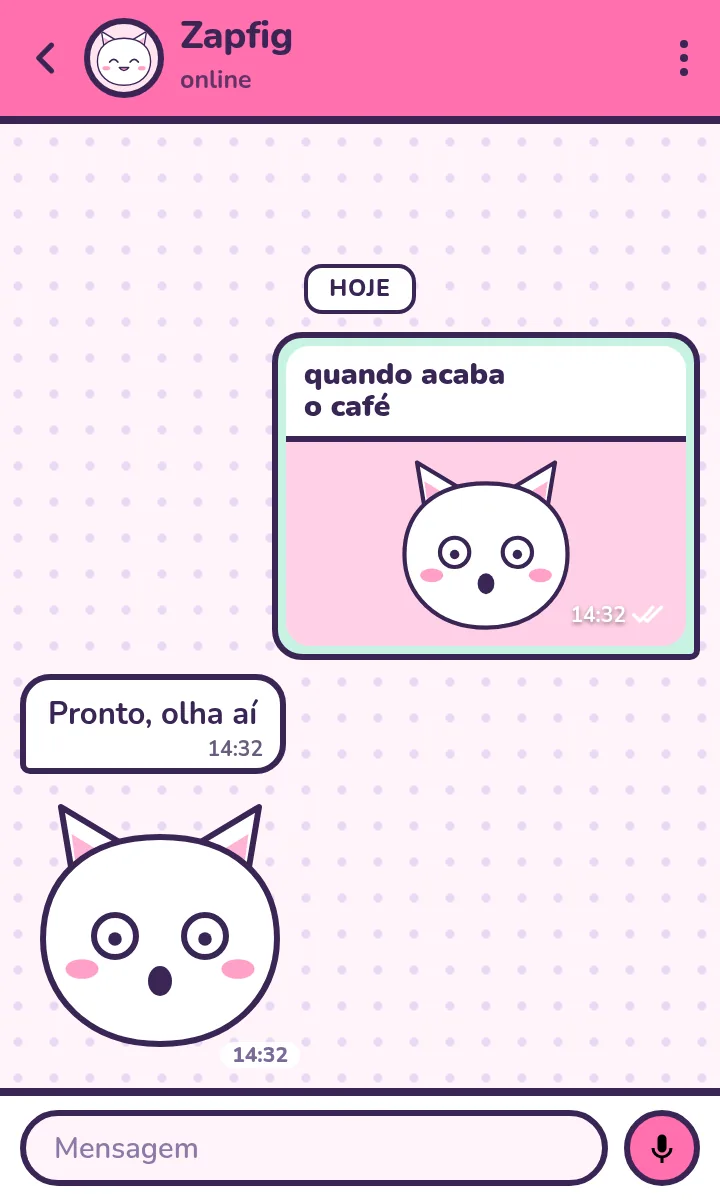 Zapfig
online
HOJE
quando acaba
o café
14:32
Pronto, olha aí
14:32
14:32
Mensagem